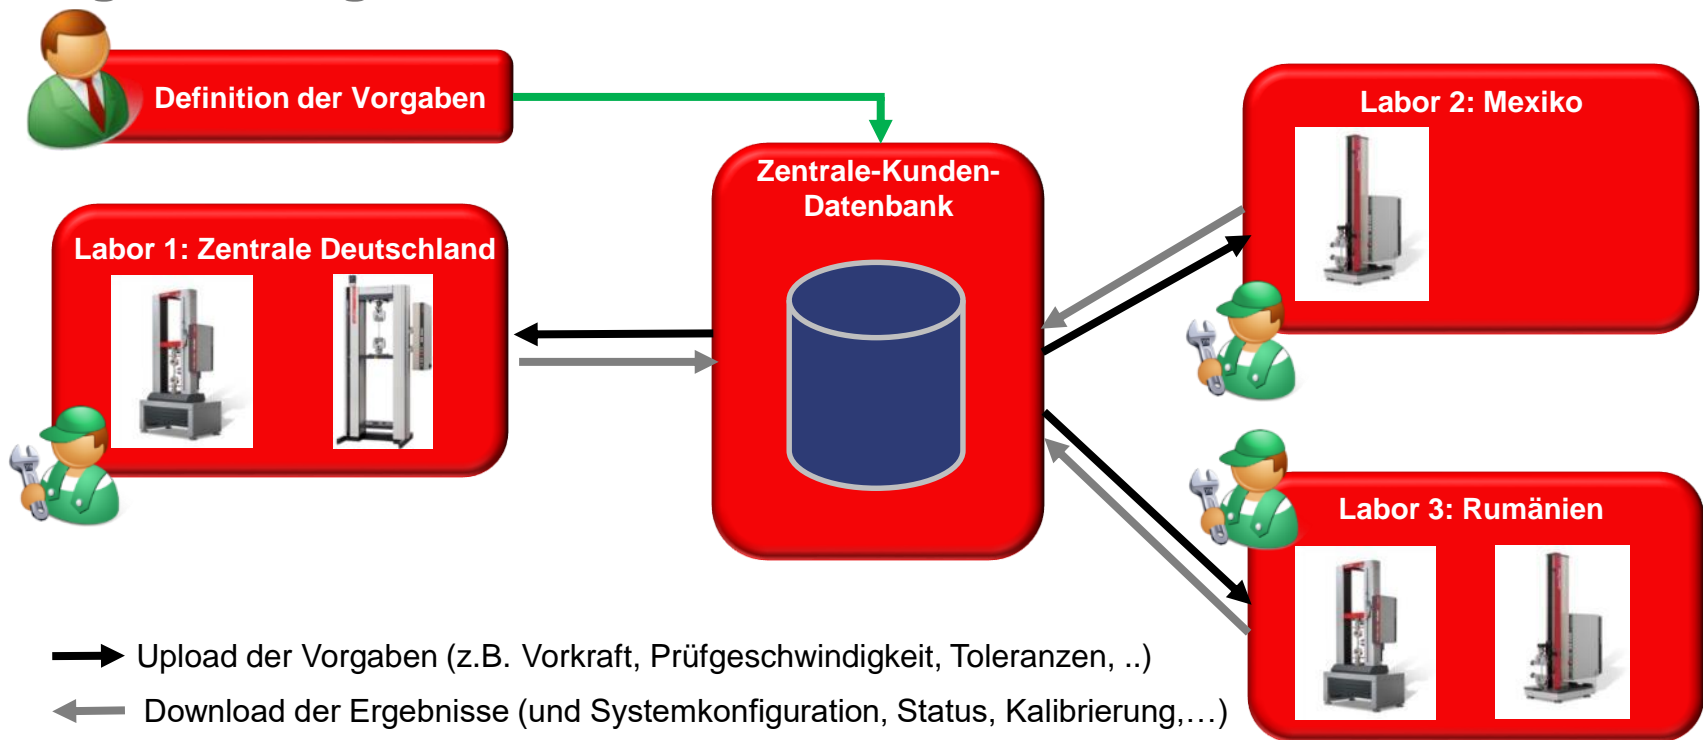 Definition der Vorgaben
Labor 2: Mexiko
Zentrale-Kunden-
Datenbank
Labor 1: Zentrale Deutschland
Labor 3: Rumänien
Upload der Vorgaben (z.B. Vorkraft, Prüfgeschwindigkeit, Toleranzen, ..)
Download der Ergebnisse (und Systemkonfiguration, Status, Kalibrierung,…)